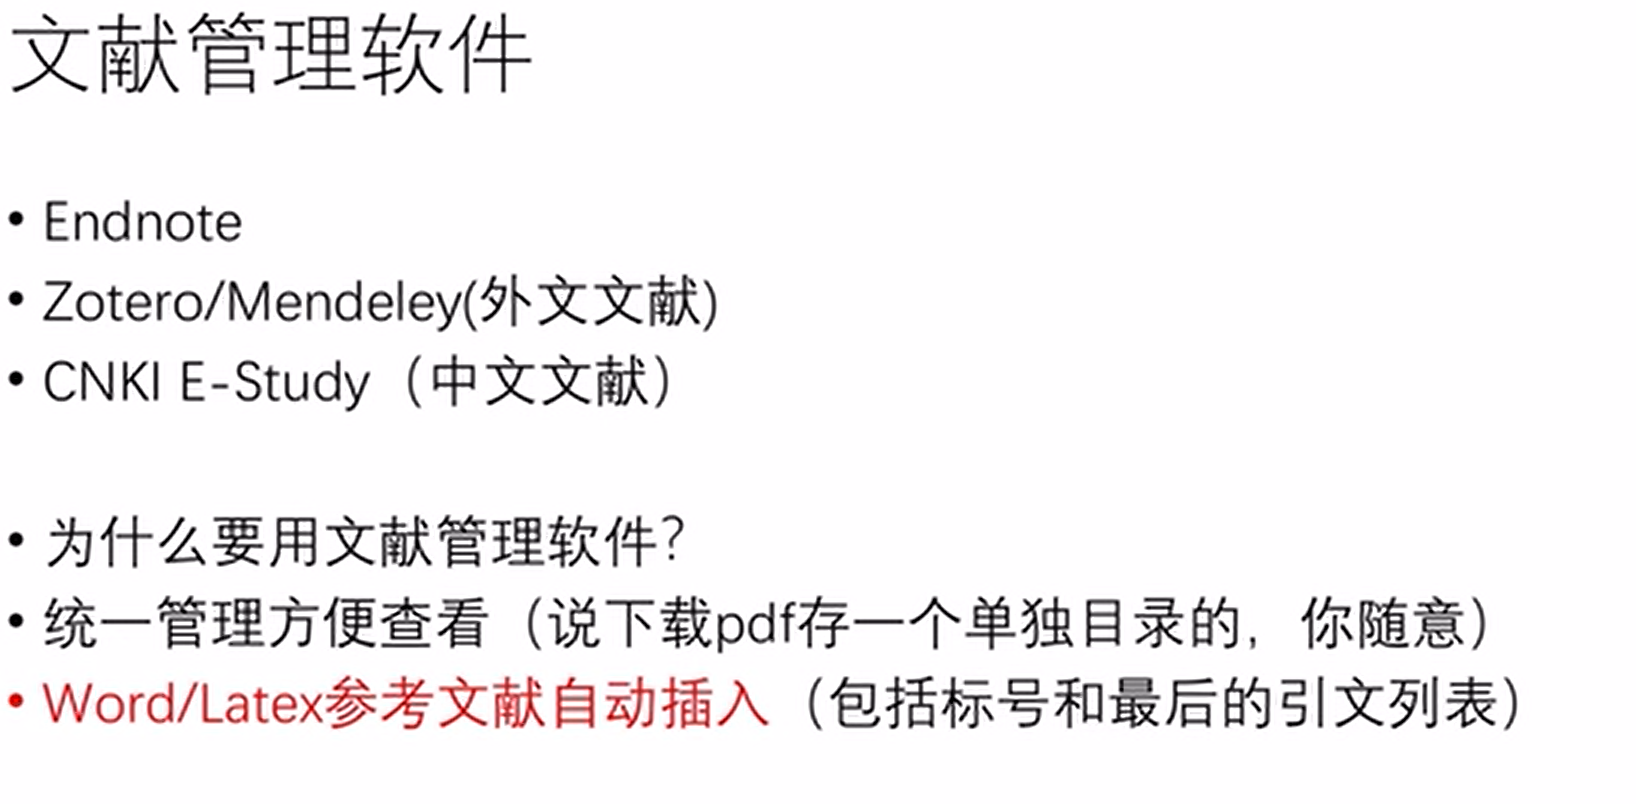 文献管理软件
• Endnote
• Zotero/Mendeley(外文文献)
• CNKI E-Study（中文文献）
• 为什么要用文献管理软件？
• 统一管理方便查看（说下载pdf存一个单独目录的，你随意）
• Word/Latex参考文献自动插入（包括标号和最后的引文列表）